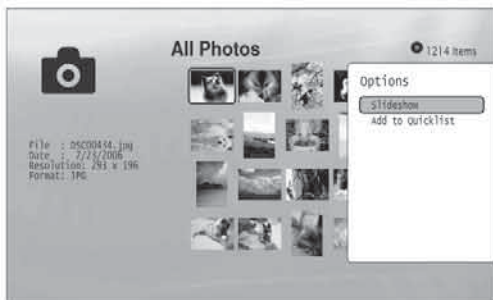 All Photos
1214 Items
Options
Slideshow
Add to Quicklist
File : DSC00434.jpg
Date : 7/23/2006
Resolution: 293 x 196
Format: JPG